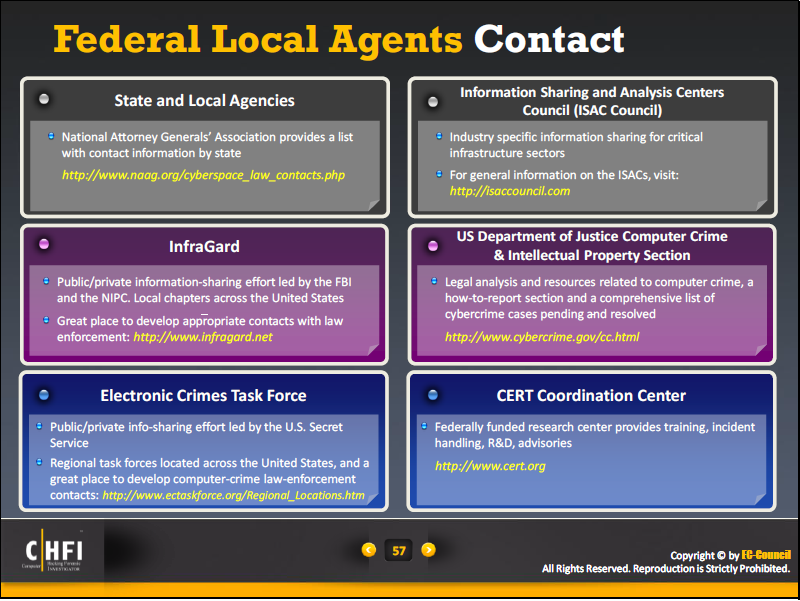 Federal Local Agents Contact
State and Local Agencies
National Attorney Generals' Association provides a list
with contact information by state
http://www.naag.org/cyberspace_law_contacts.php
Information Sharing and Analysis Centers
Council (ISAC Council)
Industry specific information sharing for critical
infrastructure sectors
For general information on the ISACs, visit:
http://isaccouncil.com
InfraGard
Public/private information-sharing effort led by the FBI
and the NIPC. Local chapters across the United States
Great place to develop appropriate contacts with law
enforcement: http://www.infragard.net
US Department of Justice Computer Crime
& Intellectual Property Section
Legal analysis and resources related to computer crime, a
how-to-report section and a comprehensive list of
cybercrime cases pending and resolved
http://www.cybercrime.gov/cc.html
Electronic Crimes Task Force
Public/private info-sharing effort led by the U.S. Secret
Service
Regional task forces located across the United States, and a
great place to develop computer-crime law-enforcement
contacts: http://www.ectaskforce.org/Regional_Locations.htm
CERT Coordination Center
Federally funded research center provides training, incident
handling, R&D, advisories
http://www.cert.org
CHFI
Computer Hacking Forensic
INVESTIGATOR
57
Copyright © by EC-Council
All Rights Reserved. Reproduction is Strictly Prohibited.